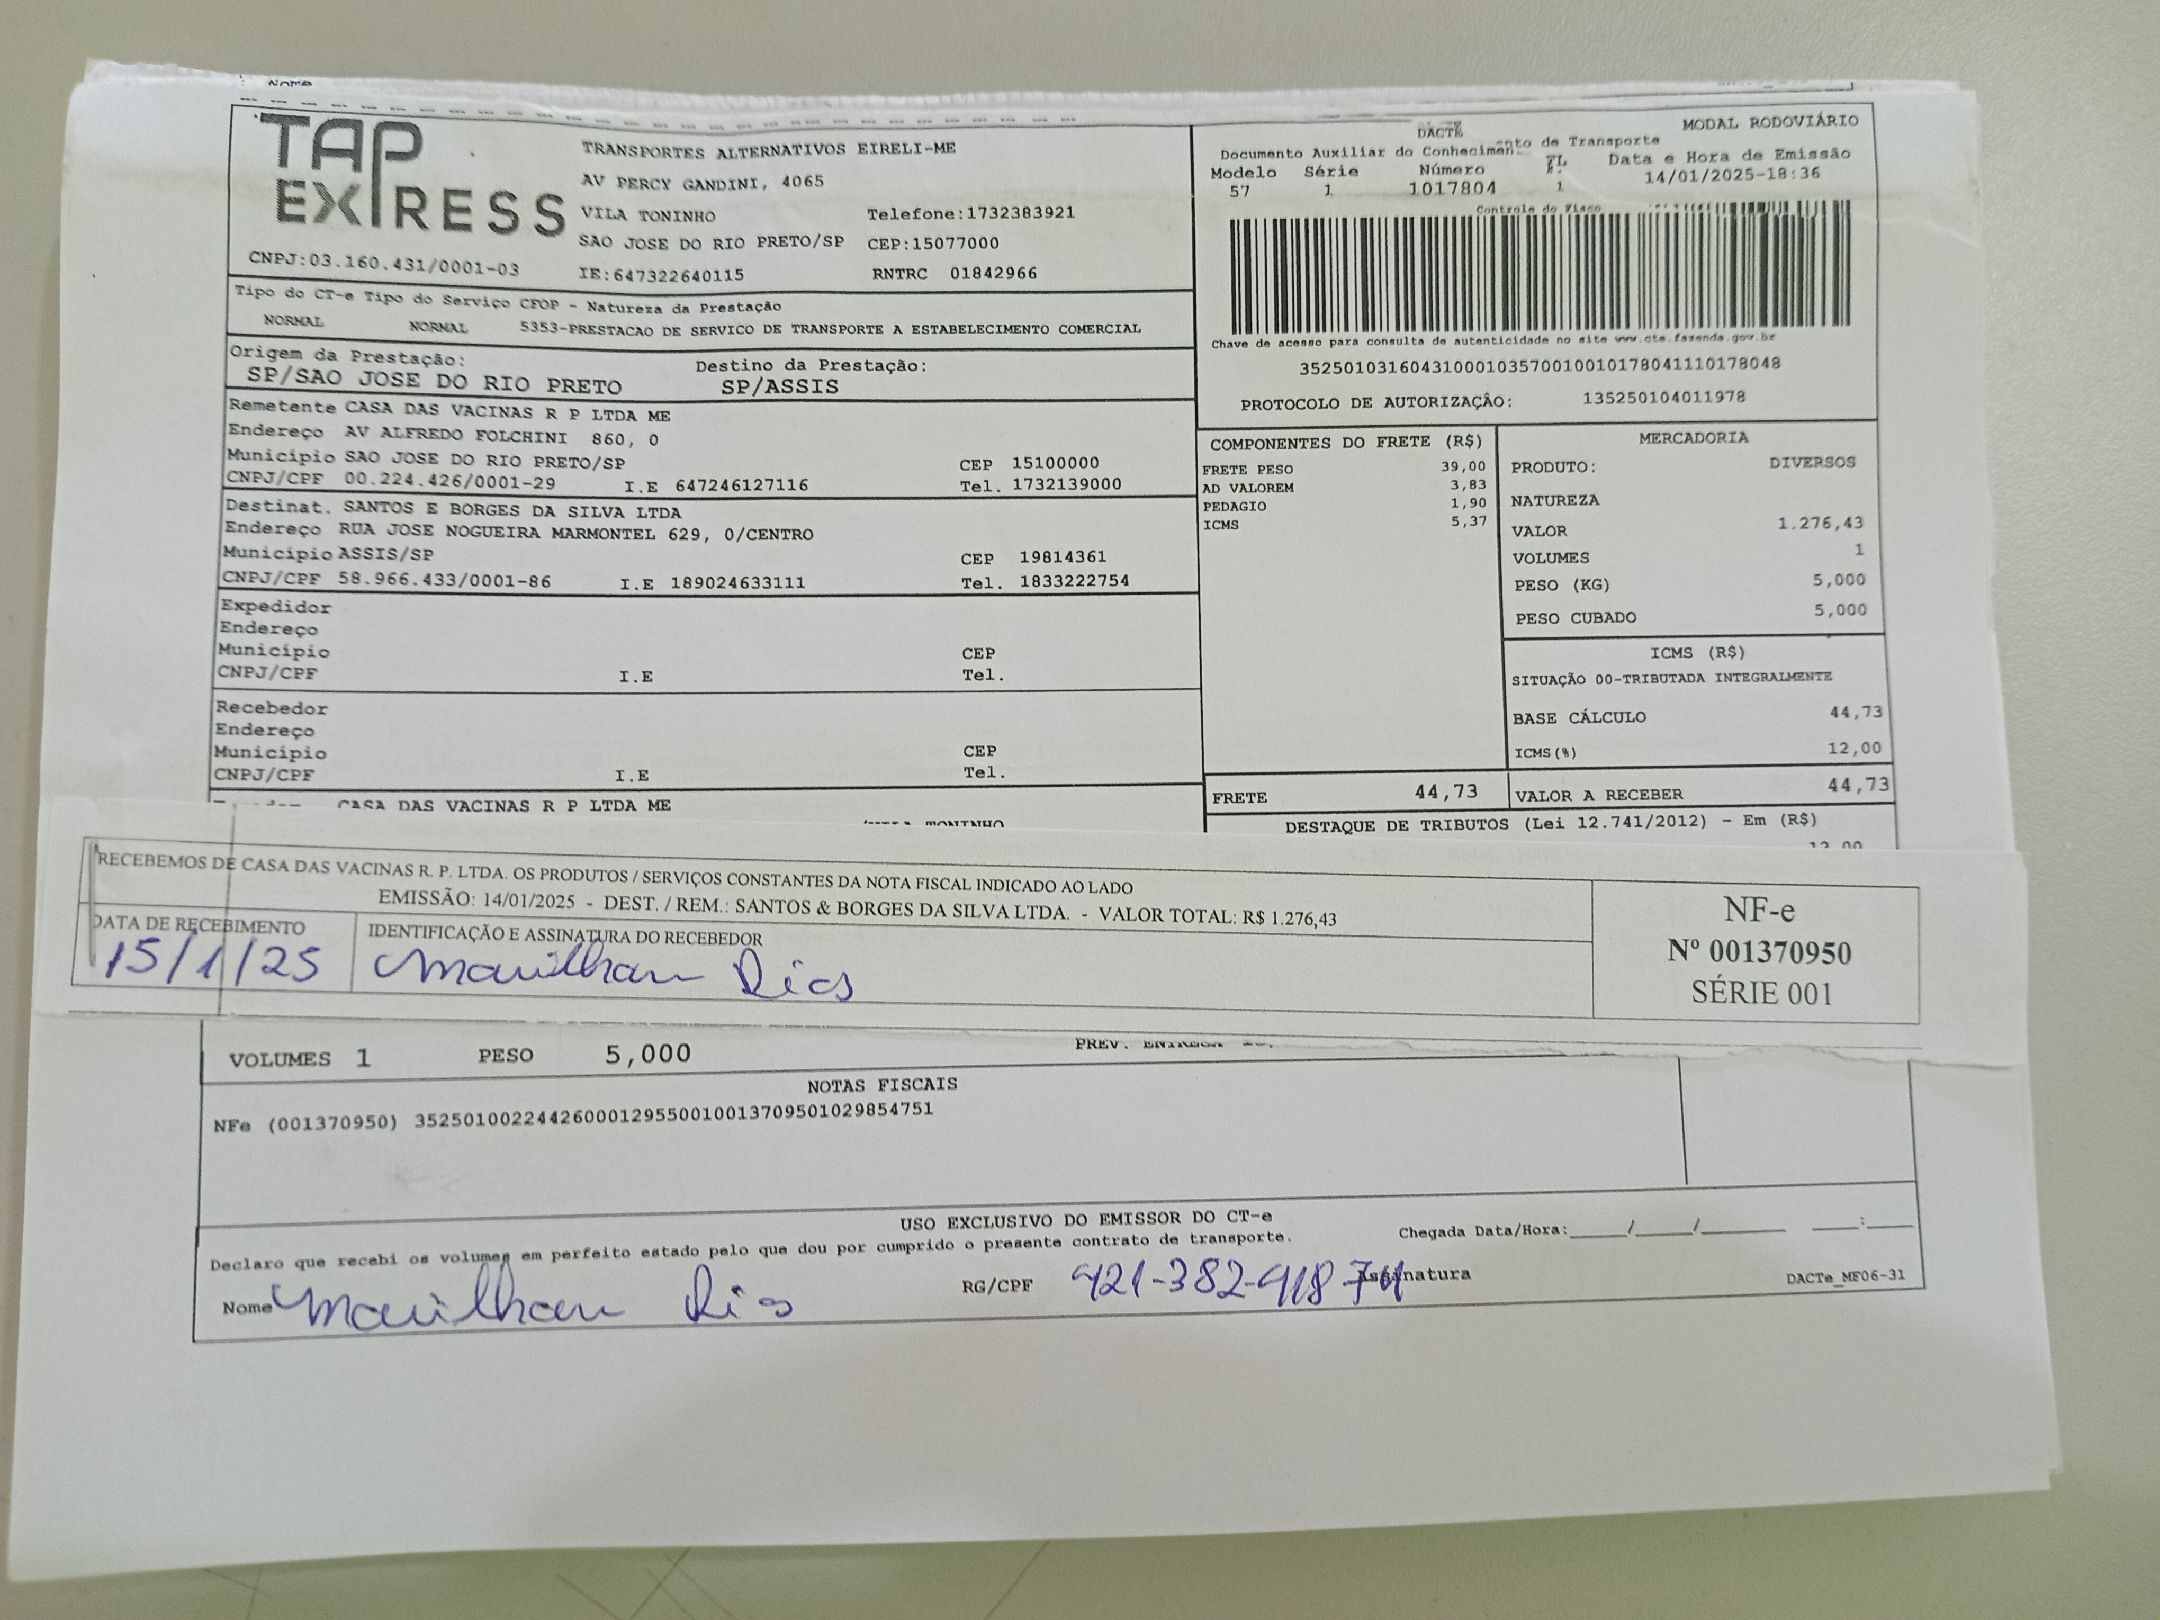 Nome
TAP EXPRESS
CNPJ:03.160.431/0001-03
TRANSPORTES ALTERNATIVOS EIRELI-ME
AV PERCY GANDINI, 4065
VILA TONINHO Telefone:1732383921
SAO JOSE DO RIO PRETO/SP CEP:15077000
IE:647322640115 RNTRC 01842966
DACTE MODAL RODOVIÁRIO
Documento Auxiliar do Conhecimento de Transporte
Modelo Série Número FL Data e Hora de Emissão
57 1 1017804 1 14/01/2025-18:36
Controle do Fisco
Chave de acesso para consulta de autenticidade no site www.cte.fazenda.gov.br
35250103160431000103570010010178041110178048
PROTOCOLO DE AUTORIZAÇÃO: 135250104011978
Tipo do CT-e Tipo do Serviço CFOP - Natureza da Prestação
NORMAL NORMAL 5353-PRESTACAO DE SERVICO DE TRANSPORTE A ESTABELECIMENTO COMERCIAL
Origem da Prestação: Destino da Prestação:
SP/SAO JOSE DO RIO PRETO SP/ASSIS
Remetente CASA DAS VACINAS R P LTDA ME
Endereço AV ALFREDO FOLCHINI 860, 0
Município SAO JOSE DO RIO PRETO/SP CEP 15100000
CNPJ/CPF 00.224.426/0001-29 I.E 647246127116 Tel. 1732139000
Destinat. SANTOS E BORGES DA SILVA LTDA
Endereço RUA JOSE NOGUEIRA MARMONTEL 629, 0/CENTRO
Município ASSIS/SP CEP 19814361
CNPJ/CPF 58.966.433/0001-86 I.E 189024633111 Tel. 1833222754
Expedidor
Endereço
Município CEP
CNPJ/CPF I.E Tel.
Recebedor
Endereço
Município CEP
CNPJ/CPF I.E Tel.
CASA DAS VACINAS R P LTDA ME
COMPONENTES DO FRETE (R$)
FRETE PESO 39,00
AD VALOREM 3,83
PEDAGIO 1,90
ICMS 5,37
FRETE 44,73
MERCADORIA
PRODUTO: DIVERSOS
NATUREZA
VALOR 1.276,43
VOLUMES 1
PESO (KG) 5,000
PESO CUBADO 5,000
ICMS (R$)
SITUAÇÃO 00-TRIBUTADA INTEGRALMENTE
BASE CÁLCULO 44,73
ICMS(%) 12,00
VALOR A RECEBER 44,73
DESTAQUE DE TRIBUTOS (Lei 12.741/2012) - Em (R$)
RECEBEMOS DE CASA DAS VACINAS R. P. LTDA. OS PRODUTOS / SERVIÇOS CONSTANTES DA NOTA FISCAL INDICADO AO LADO
EMISSÃO: 14/01/2025 - DEST. / REM.: SANTOS & BORGES DA SILVA LTDA. - VALOR TOTAL: R$ 1.276,43
DATA DE RECEBIMENTO IDENTIFICAÇÃO E ASSINATURA DO RECEBEDOR
15/1/25 Mauilhan Rios
NF-e
Nº 001370950
SÉRIE 001
VOLUMES 1 PESO 5,000 PREV. ENTREGA
NOTAS FISCAIS
NFe (001370950) 35250100224426000129550010013709501029854751
USO EXCLUSIVO DO EMISSOR DO CT-e
Declaro que recebi os volumes em perfeito estado pelo que dou por cumprido o presente contrato de transporte. Chegada Data/Hora:_____/_____/_______ ____:____
Nome Mauilhan Rios RG/CPF 421-382-918 74 Assinatura DACTe_MF06-31